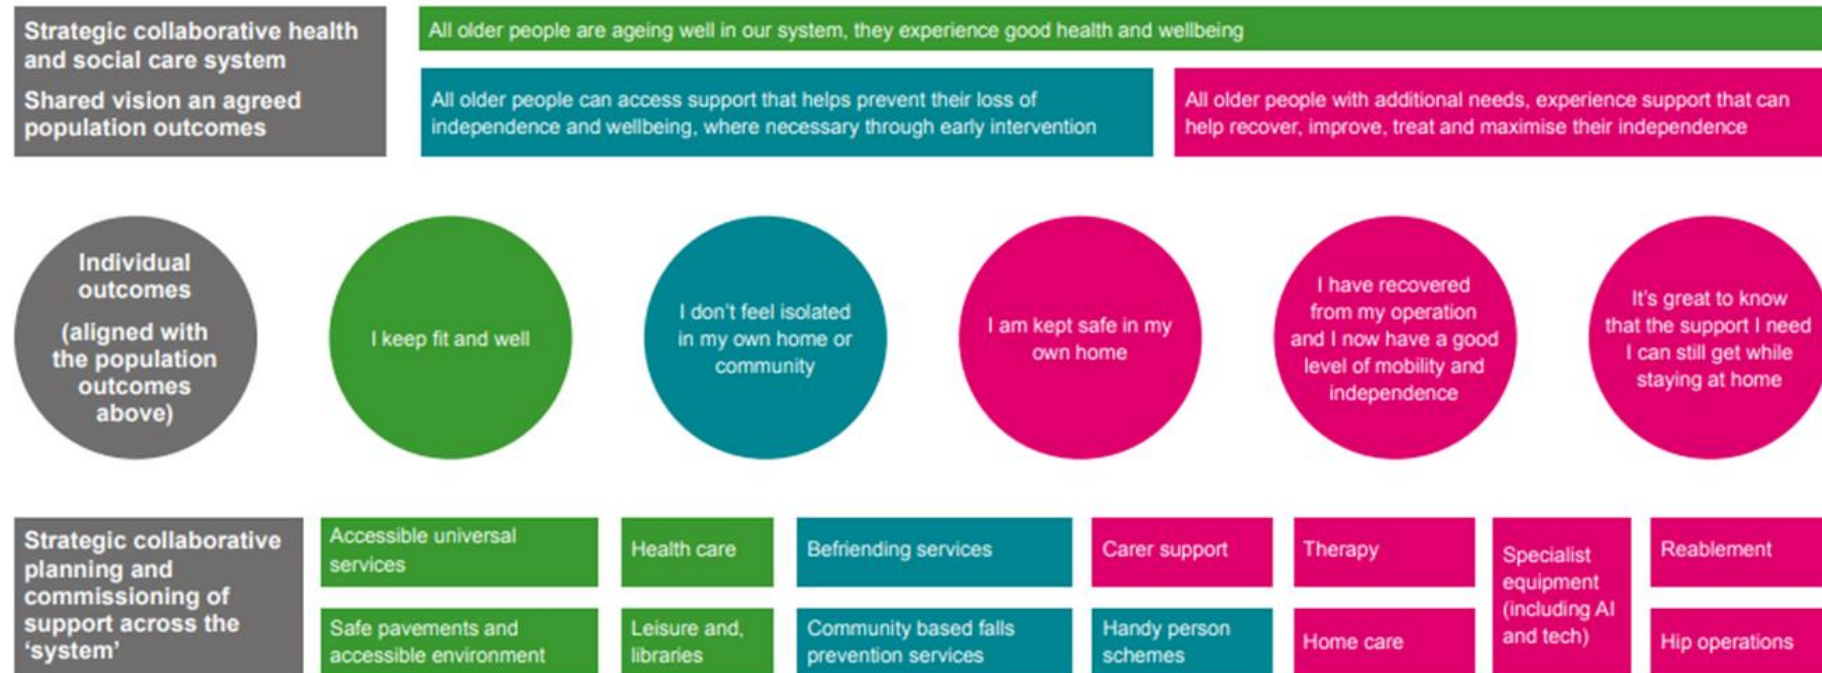 Strategic collaborative health
and social care system
Shared vision an agreed
population outcomes
All older people are ageing well in our system, they experience good health and wellbeing
All older people can access support that helps prevent their loss of
independence and wellbeing, where necessary through early intervention
All older people with additional needs, experience support that can
help recover, improve, treat and maximise their independence
Individual
outcomes
(aligned with
the population
outcomes
above)
I keep fit and well
I don't feel isolated
in my own home or
community
I am kept safe in my
own home
I have recovered
from my operation
and I now have a good
level of mobility and
independence
It's great to know
that the support I need
I can still get while
staying at home
Strategic collaborative
planning and
commissioning of
support across the
‘system’
Accessible universal
services
Health care
Befriending services
Carer support
Therapy
Specialist
equipment
(including AI
and tech)
Reablement
Safe pavements and
accessible environment
Leisure and,
libraries
Community based falls
prevention services
Handy person
schemes
Home care
Hip operations